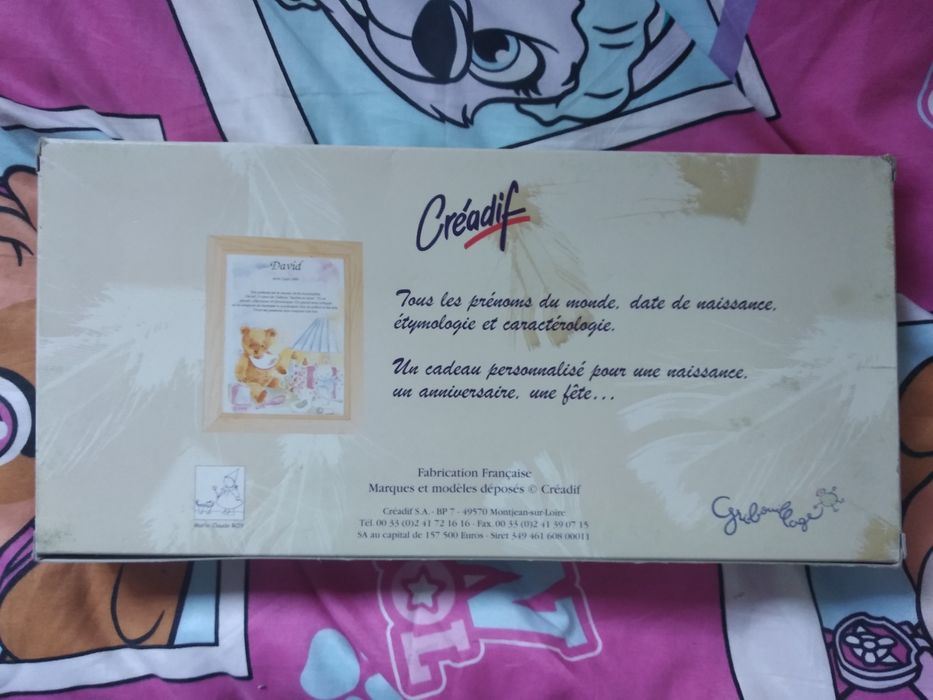 Créadif
David
Tous les prénoms du monde, date de naissance,
étymologie et caractérologie.
Un cadeau personnalisé pour une naissance,
un anniversaire, une fête...
Fabrication Française
Marques et modèles déposés © Créadif
Créadif S.A. - BP 7 - 49570 Montjean-sur-Loire
Tél. 00 33 (0)2 41 72 16 16 - Fax. 00 33 (0)2 41 39 07 15
SA au capital de 157 500 Euros - Siret 349 461 608 00011
Gribouillage